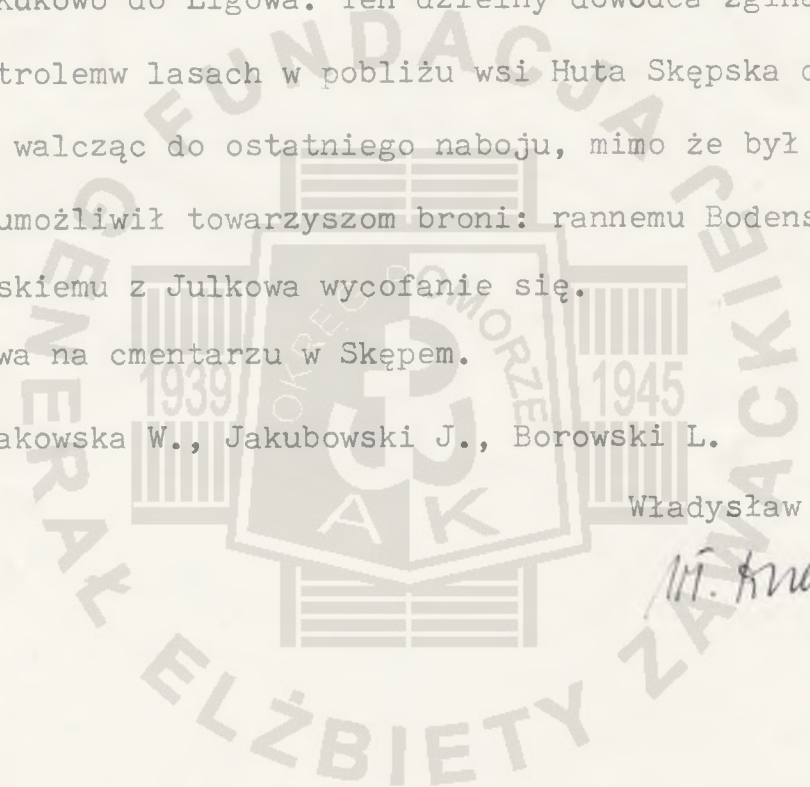 kukowo do Ligowa. Ten dzielny dowódca zginą
trolemw lasach w pobliżu wsi Huta Skępska
walcząc do ostatniego naboju, mimo że był
umożliwił towarzyszom broni: rannemu Bodens
skiemu z Julkowa wycofanie się.
wa na cmentarzu w Skępem.
akowska W., Jakubowski J., Borowski L.
Władysław
Wł.
FUNDACJA
GENERAŁ ELŻBIETY ZAWACKIEJ
OKRĘG POMORZE
1939
1945
AK